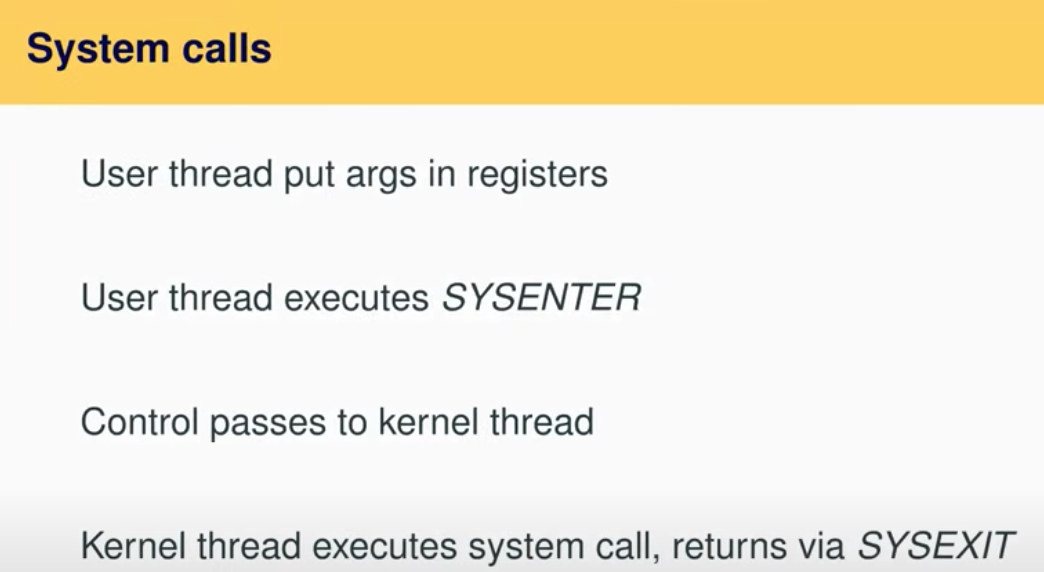 System calls
User thread put args in registers
User thread executes SYSENTER
Control passes to kernel thread
Kernel thread executes system call, returns via SYSEXIT